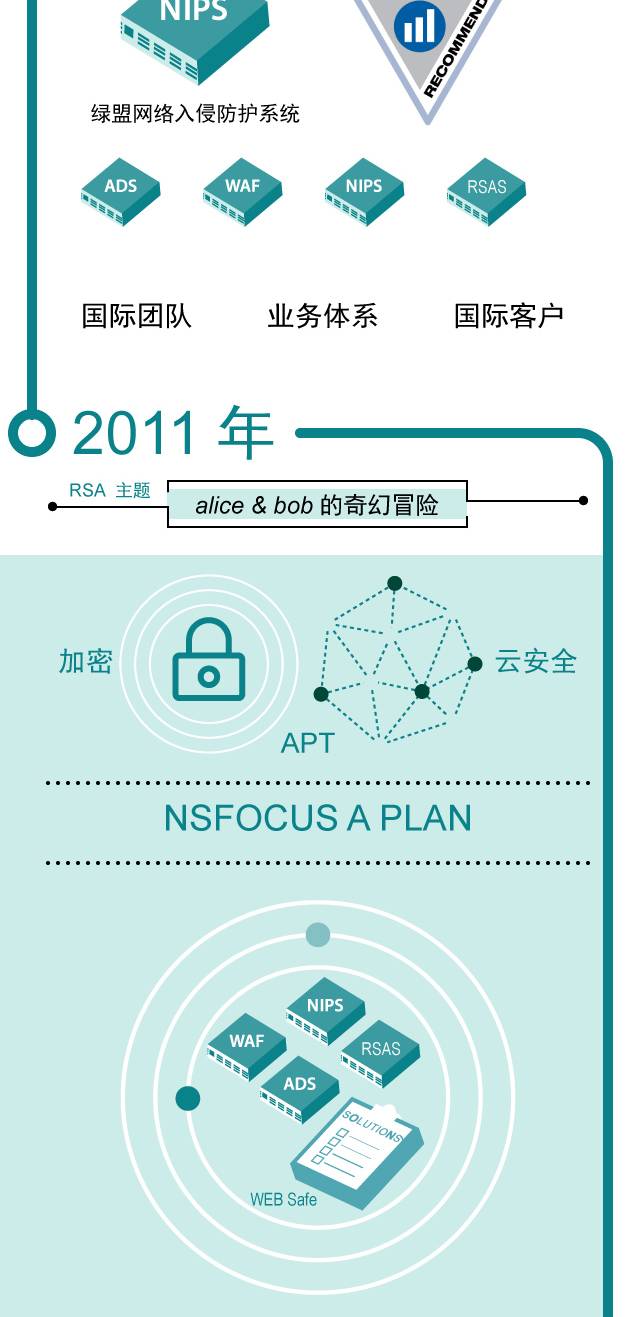 NIPS
RECOMMEND
绿盟网络入侵防护系统
ADS
WAF
NIPS
RSAS
国际团队
业务体系
国际客户
2011 年
RSA 主题
alice & bob 的奇幻冒险
加密
云安全
APT
NSFOCUS A PLAN
NIPS
WAF
RSAS
ADS
SOLUTIONS
WEB Safe